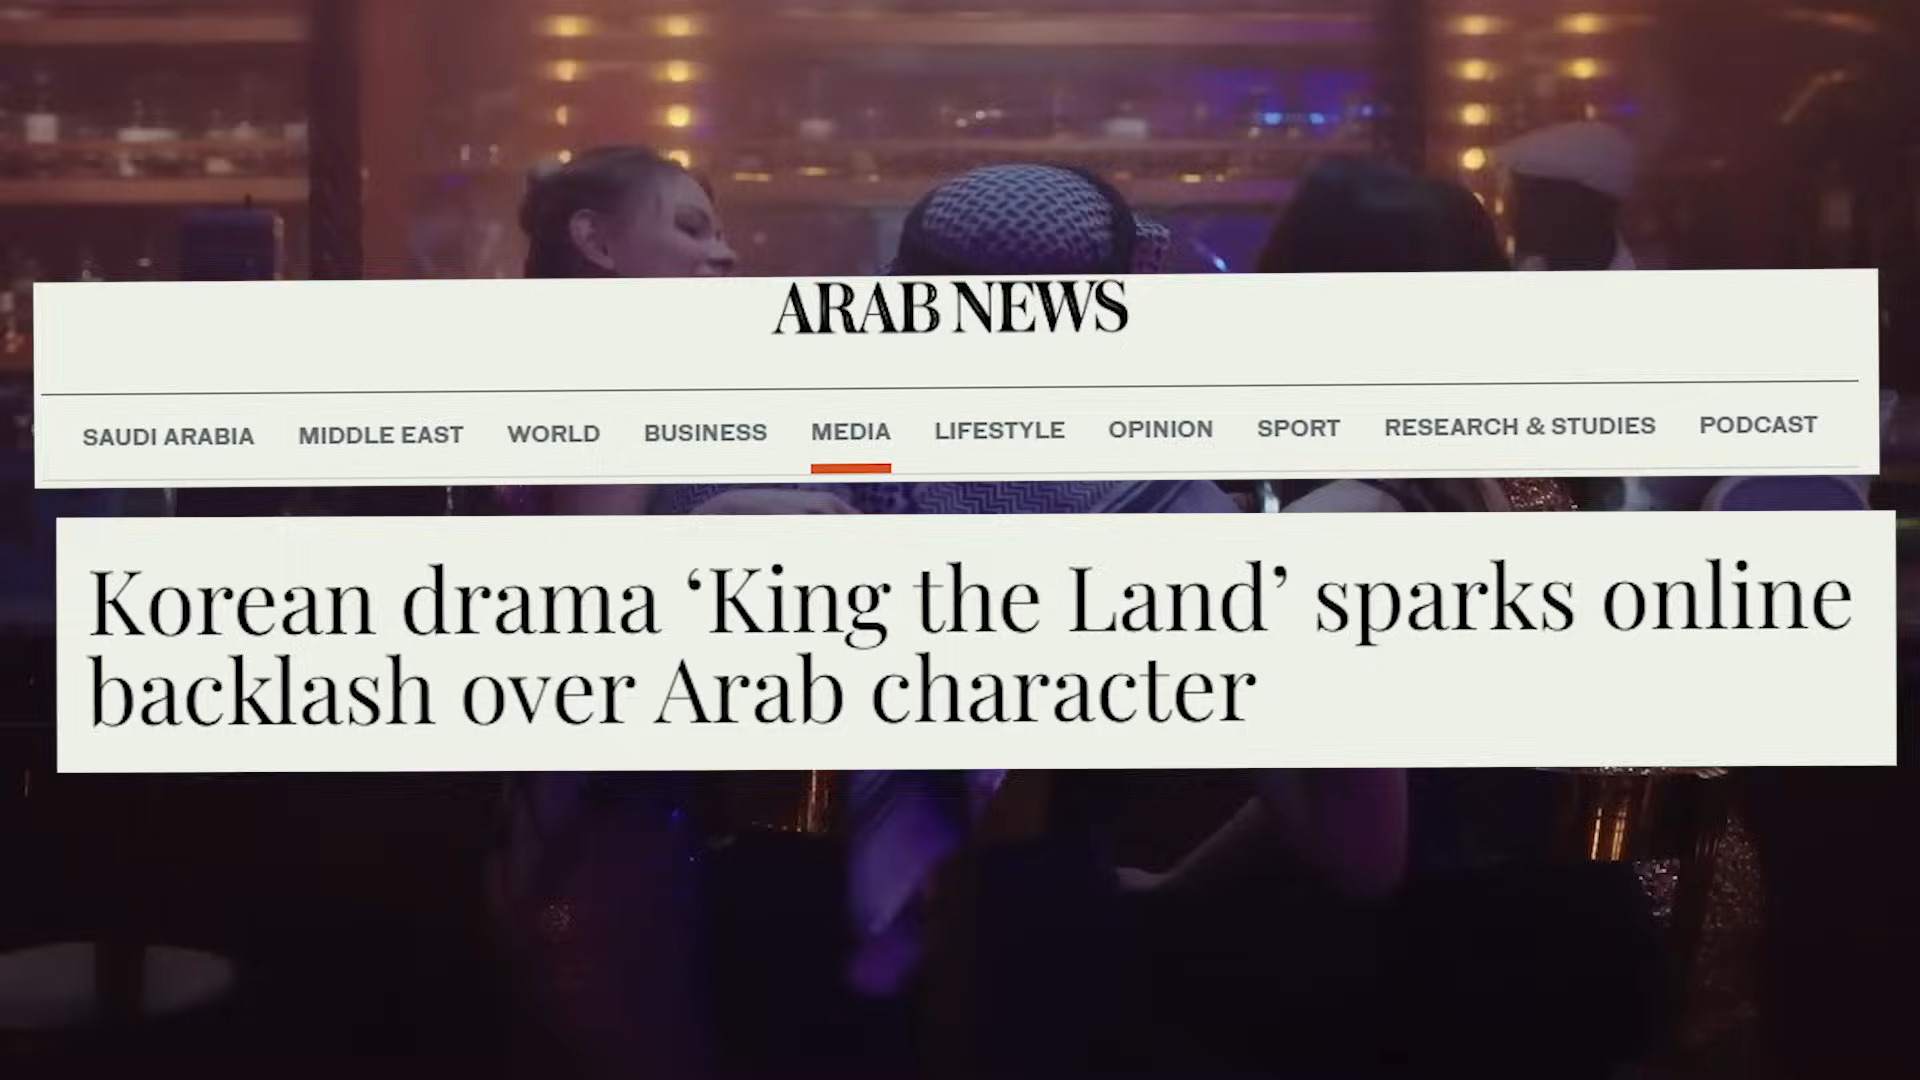 ARAB NEWS
SAUDI ARABIA MIDDLE EAST WORLD BUSINESS MEDIA LIFESTYLE OPINION SPORT RESEARCH & STUDIES PODCAST
Korean drama ‘King the Land’ sparks online
backlash over Arab character